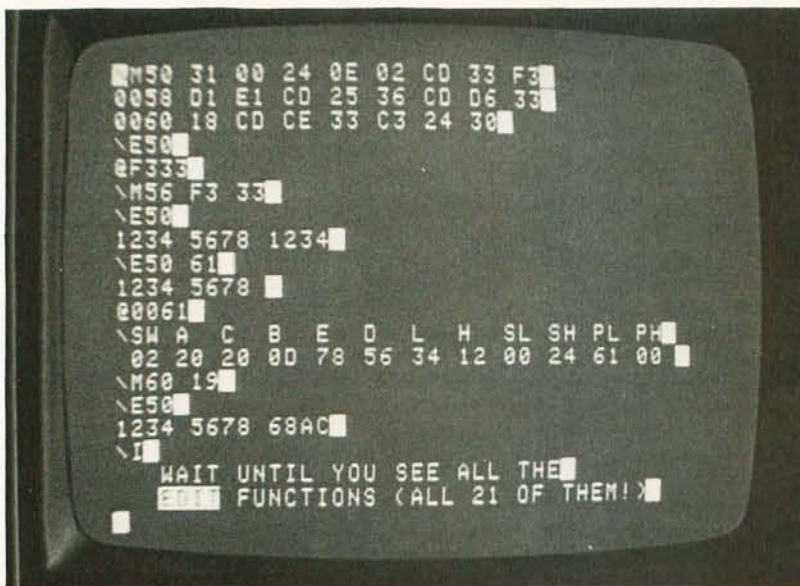 \M50 31 00 24 0E 02 CD 33 F3
0058 D1 E1 CD 25 36 CD D6 33
0060 18 CD CE 33 C3 24 30
\E50
@F333
\M56 F3 33
\E50
1234 5678 1234
\E50 61
1234 5678
@0061
\SW A C B E D L H SL SH PL PH
02 20 20 0D 78 56 34 12 00 24 61 00
\M60 19
\E50
1234 5678 68AC
\I
WAIT UNTIL YOU SEE ALL THE
EDIT FUNCTIONS (ALL 21 OF THEM!)